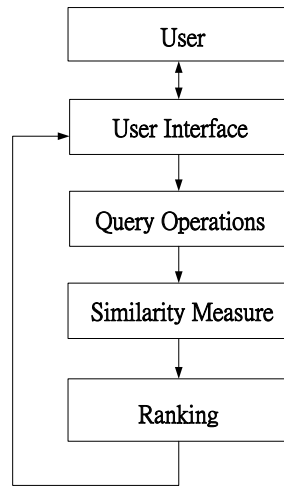 User
User Interface
Query Operations
Similarity Measure
Ranking